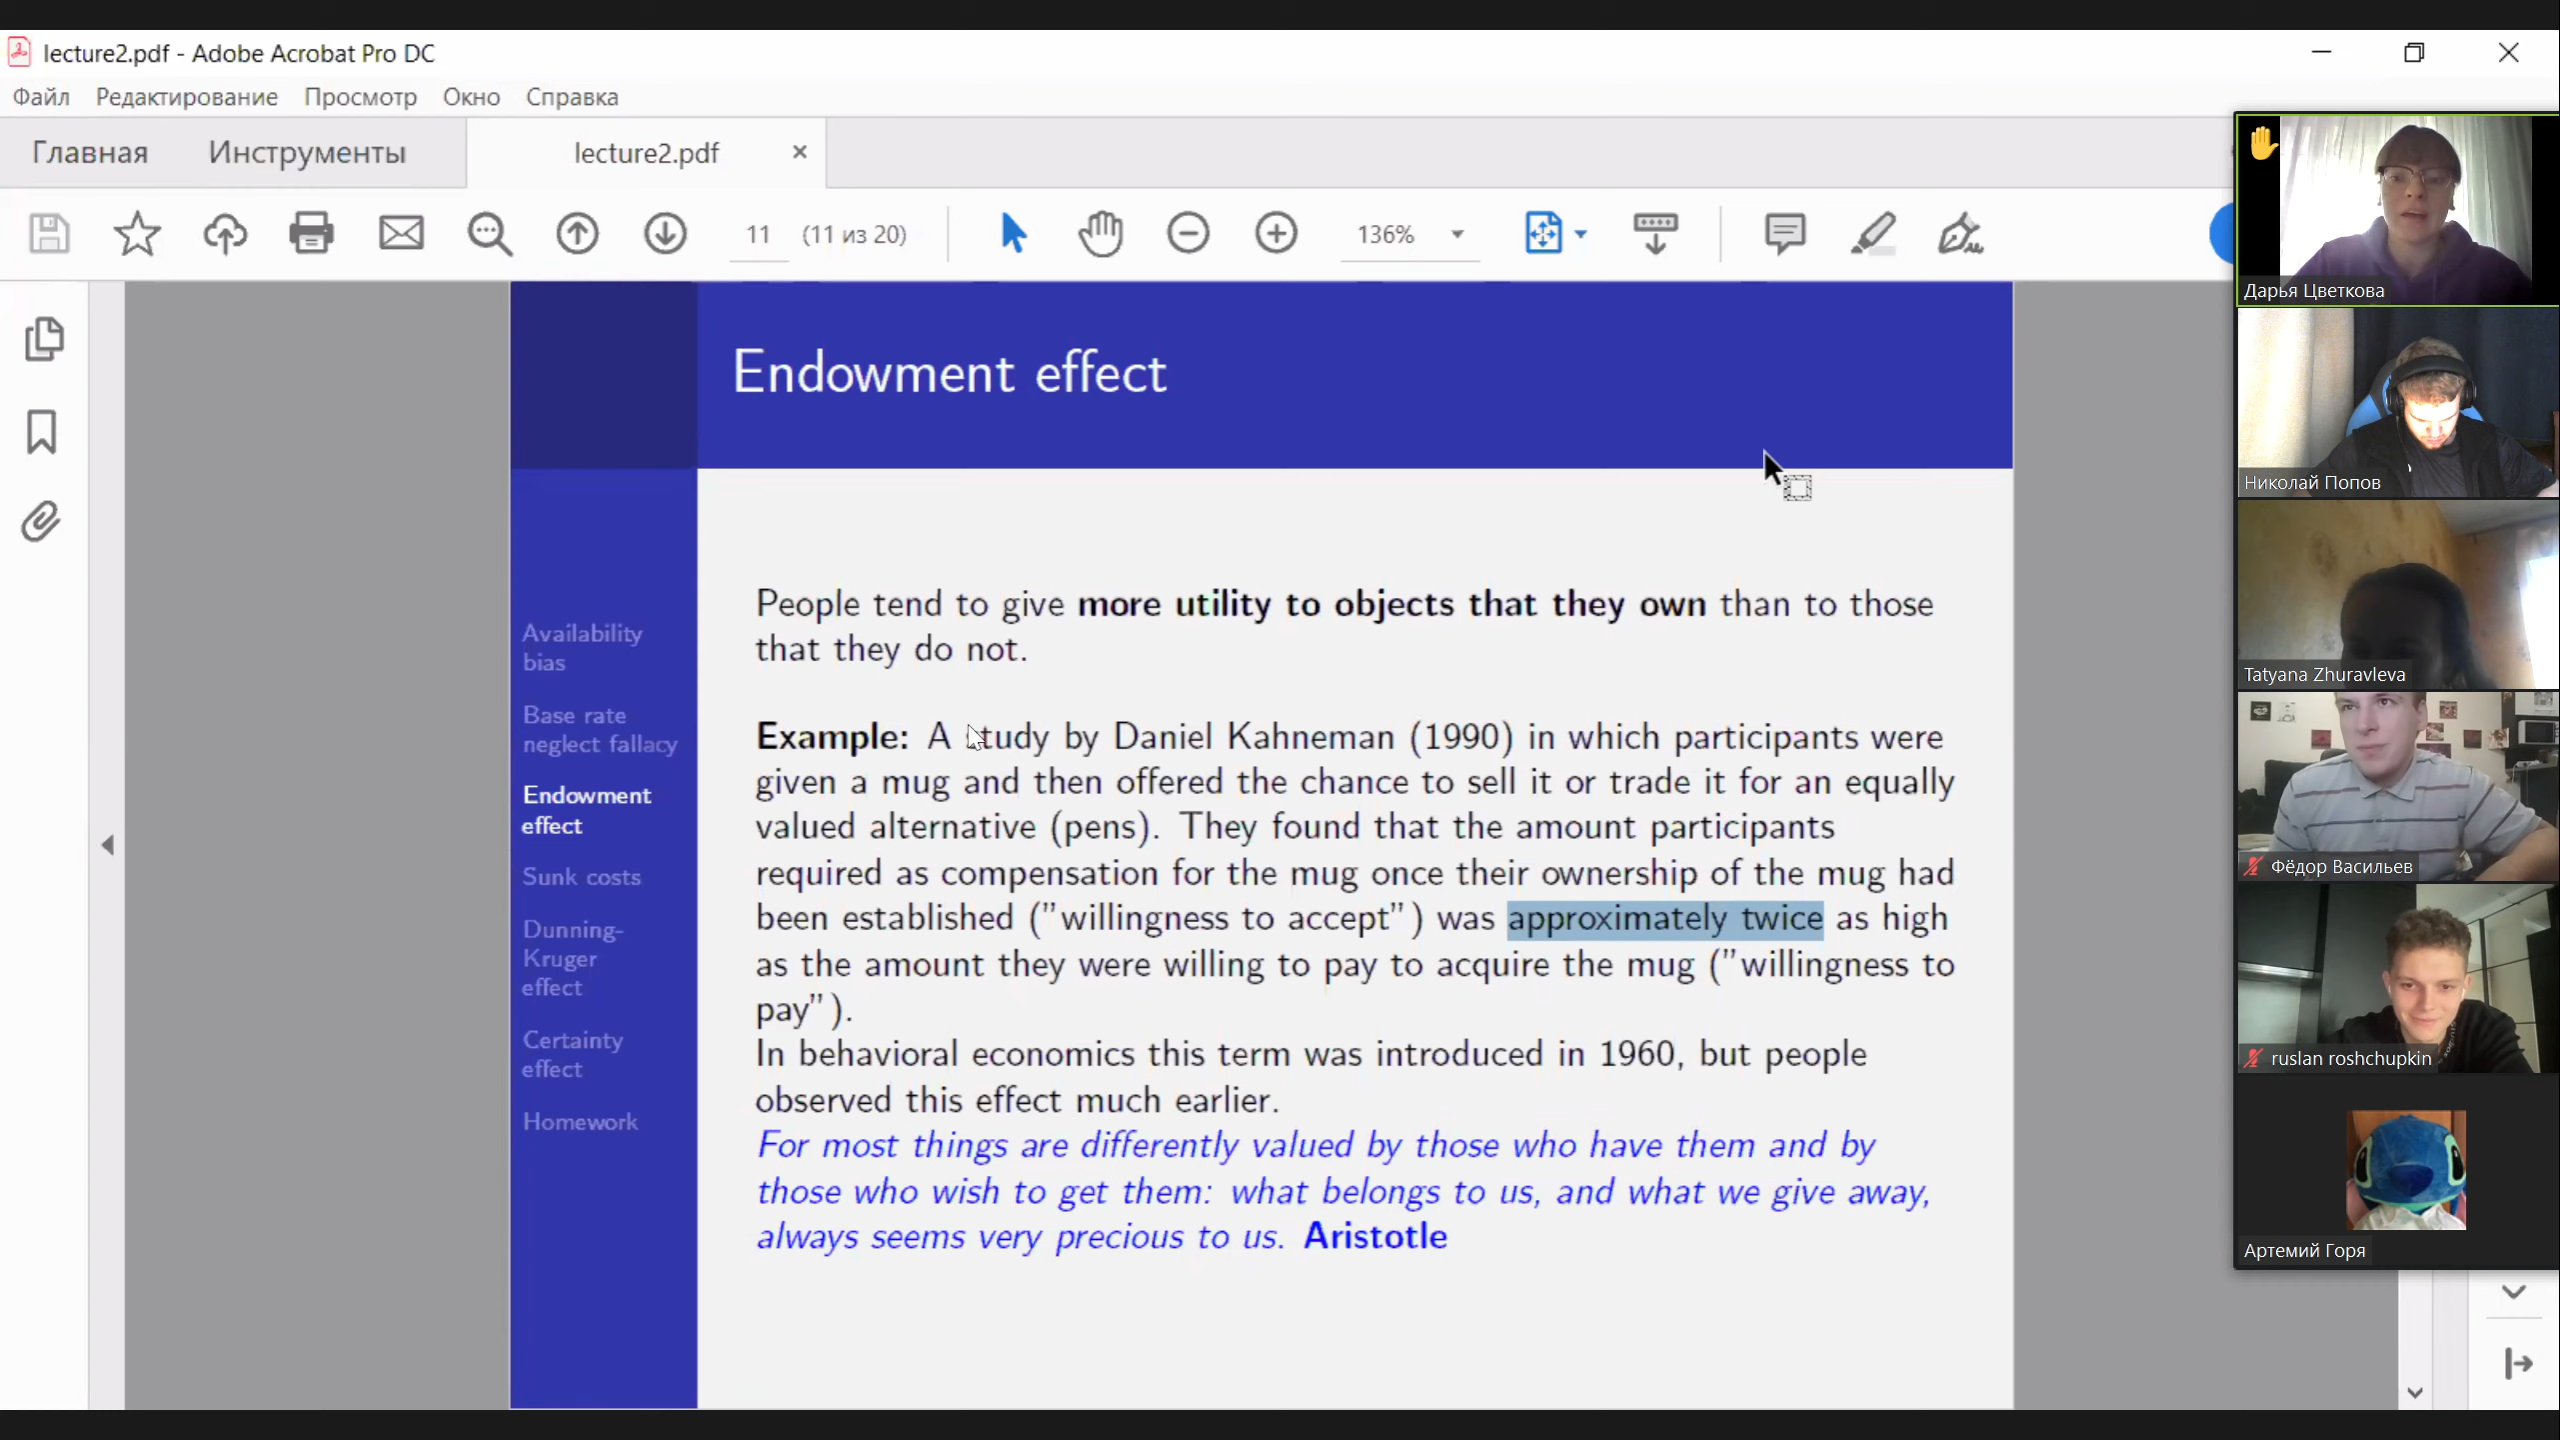 lecture2.pdf - Adobe Acrobat Pro DC
Файл Редактирование Просмотр Окно Справка
Главная Инструменты lecture2.pdf
11 (11 из 20) 136%
Endowment effect
Availability
bias
Base rate
neglect fallacy
Endowment
effect
Sunk costs
Dunning-
Kruger
effect
Certainty
effect
Homework
People tend to give more utility to objects that they own than to those
that they do not.
Example: A study by Daniel Kahneman (1990) in which participants were
given a mug and then offered the chance to sell it or trade it for an equally
valued alternative (pens). They found that the amount participants
required as compensation for the mug once their ownership of the mug had
been established ("willingness to accept") was approximately twice as high
as the amount they were willing to pay to acquire the mug ("willingness to
pay").
In behavioral economics this term was introduced in 1960, but people
observed this effect much earlier.
For most things are differently valued by those who have them and by
those who wish to get them: what belongs to us, and what we give away,
always seems very precious to us. Aristotle
Дарья Цветкова
Николай Попов
Tatyana Zhuravleva
Фёдор Васильев
ruslan roshchupkin
Артемий Горя